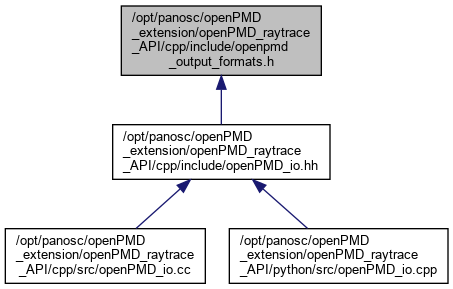 /opt/panosc/openPMD
_extension/openPMD_raytrace
_API/cpp/include/openpmd
_output_formats.h
/opt/panosc/openPMD
_extension/openPMD_raytrace
_API/cpp/include/openPMD_io.hh
/opt/panosc/openPMD
_extension/openPMD_raytrace
_API/cpp/src/openPMD_io.cc
/opt/panosc/openPMD
_extension/openPMD_raytrace
_API/python/src/openPMD_io.cpp